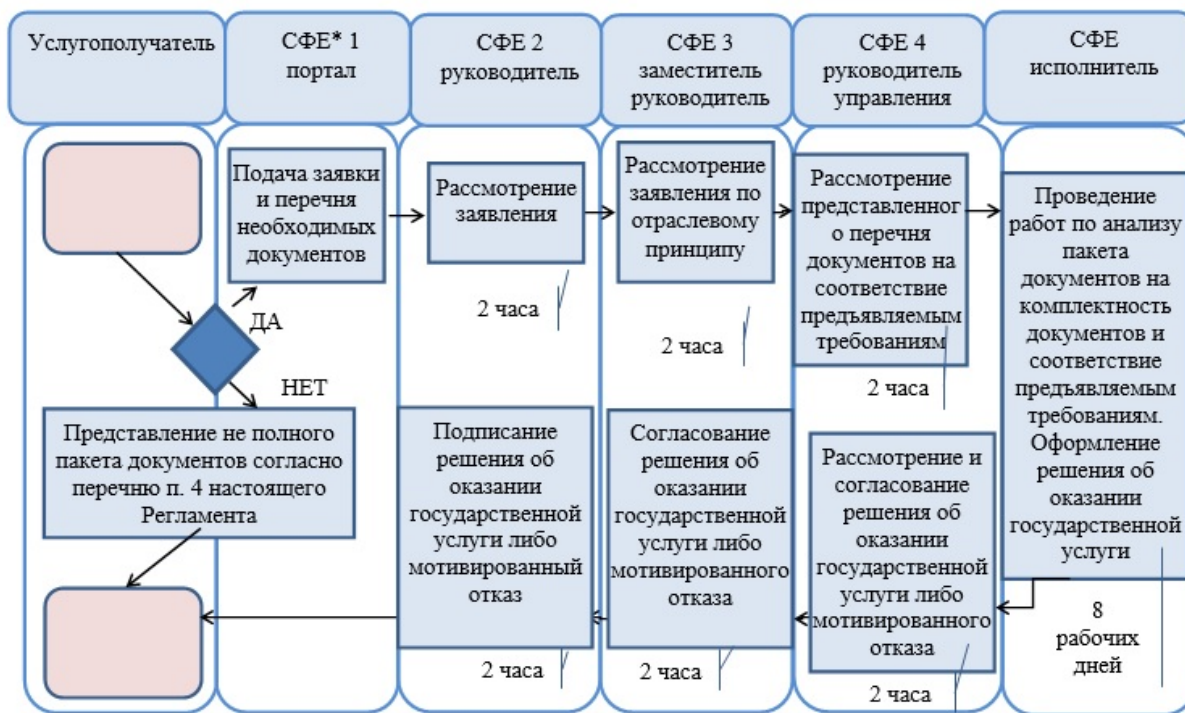 Услугополучатель
СФЕ* 1
портал
СФЕ 2
руководитель
СФЕ 3
заместитель
руководитель
СФЕ 4
руководитель
управления
СФЕ
исполнитель
Подача заявки
и перечня
необходимых
документов
Рассмотрение
заявления
2 часа
Рассмотрение
заявления по
отраслевому
принципу
2 часа
Рассмотрение
представленног
о перечня
документов на
соответствие
предъявляемым
требованиям
2 часа
Проведение
работ по анализу
пакета
документов на
комплектность
документов и
соответствие
предъявляемым
требованиям.
Оформление
решения об
оказании
государственной
услуги
8
рабочих
дней
ДА
НЕТ
Представление не полного
пакета документов согласно
перечню п. 4 настоящего
Регламента
Подписание
решения об
оказании
государственной
услуги либо
мотивированный
отказ
2 часа
Согласование
решения об
оказании
государственной
услуги либо
мотивированного
отказа
2 часа
Рассмотрение и
согласование
решения об
оказании
государственной
услуги либо
мотивированного
отказа
2 часа